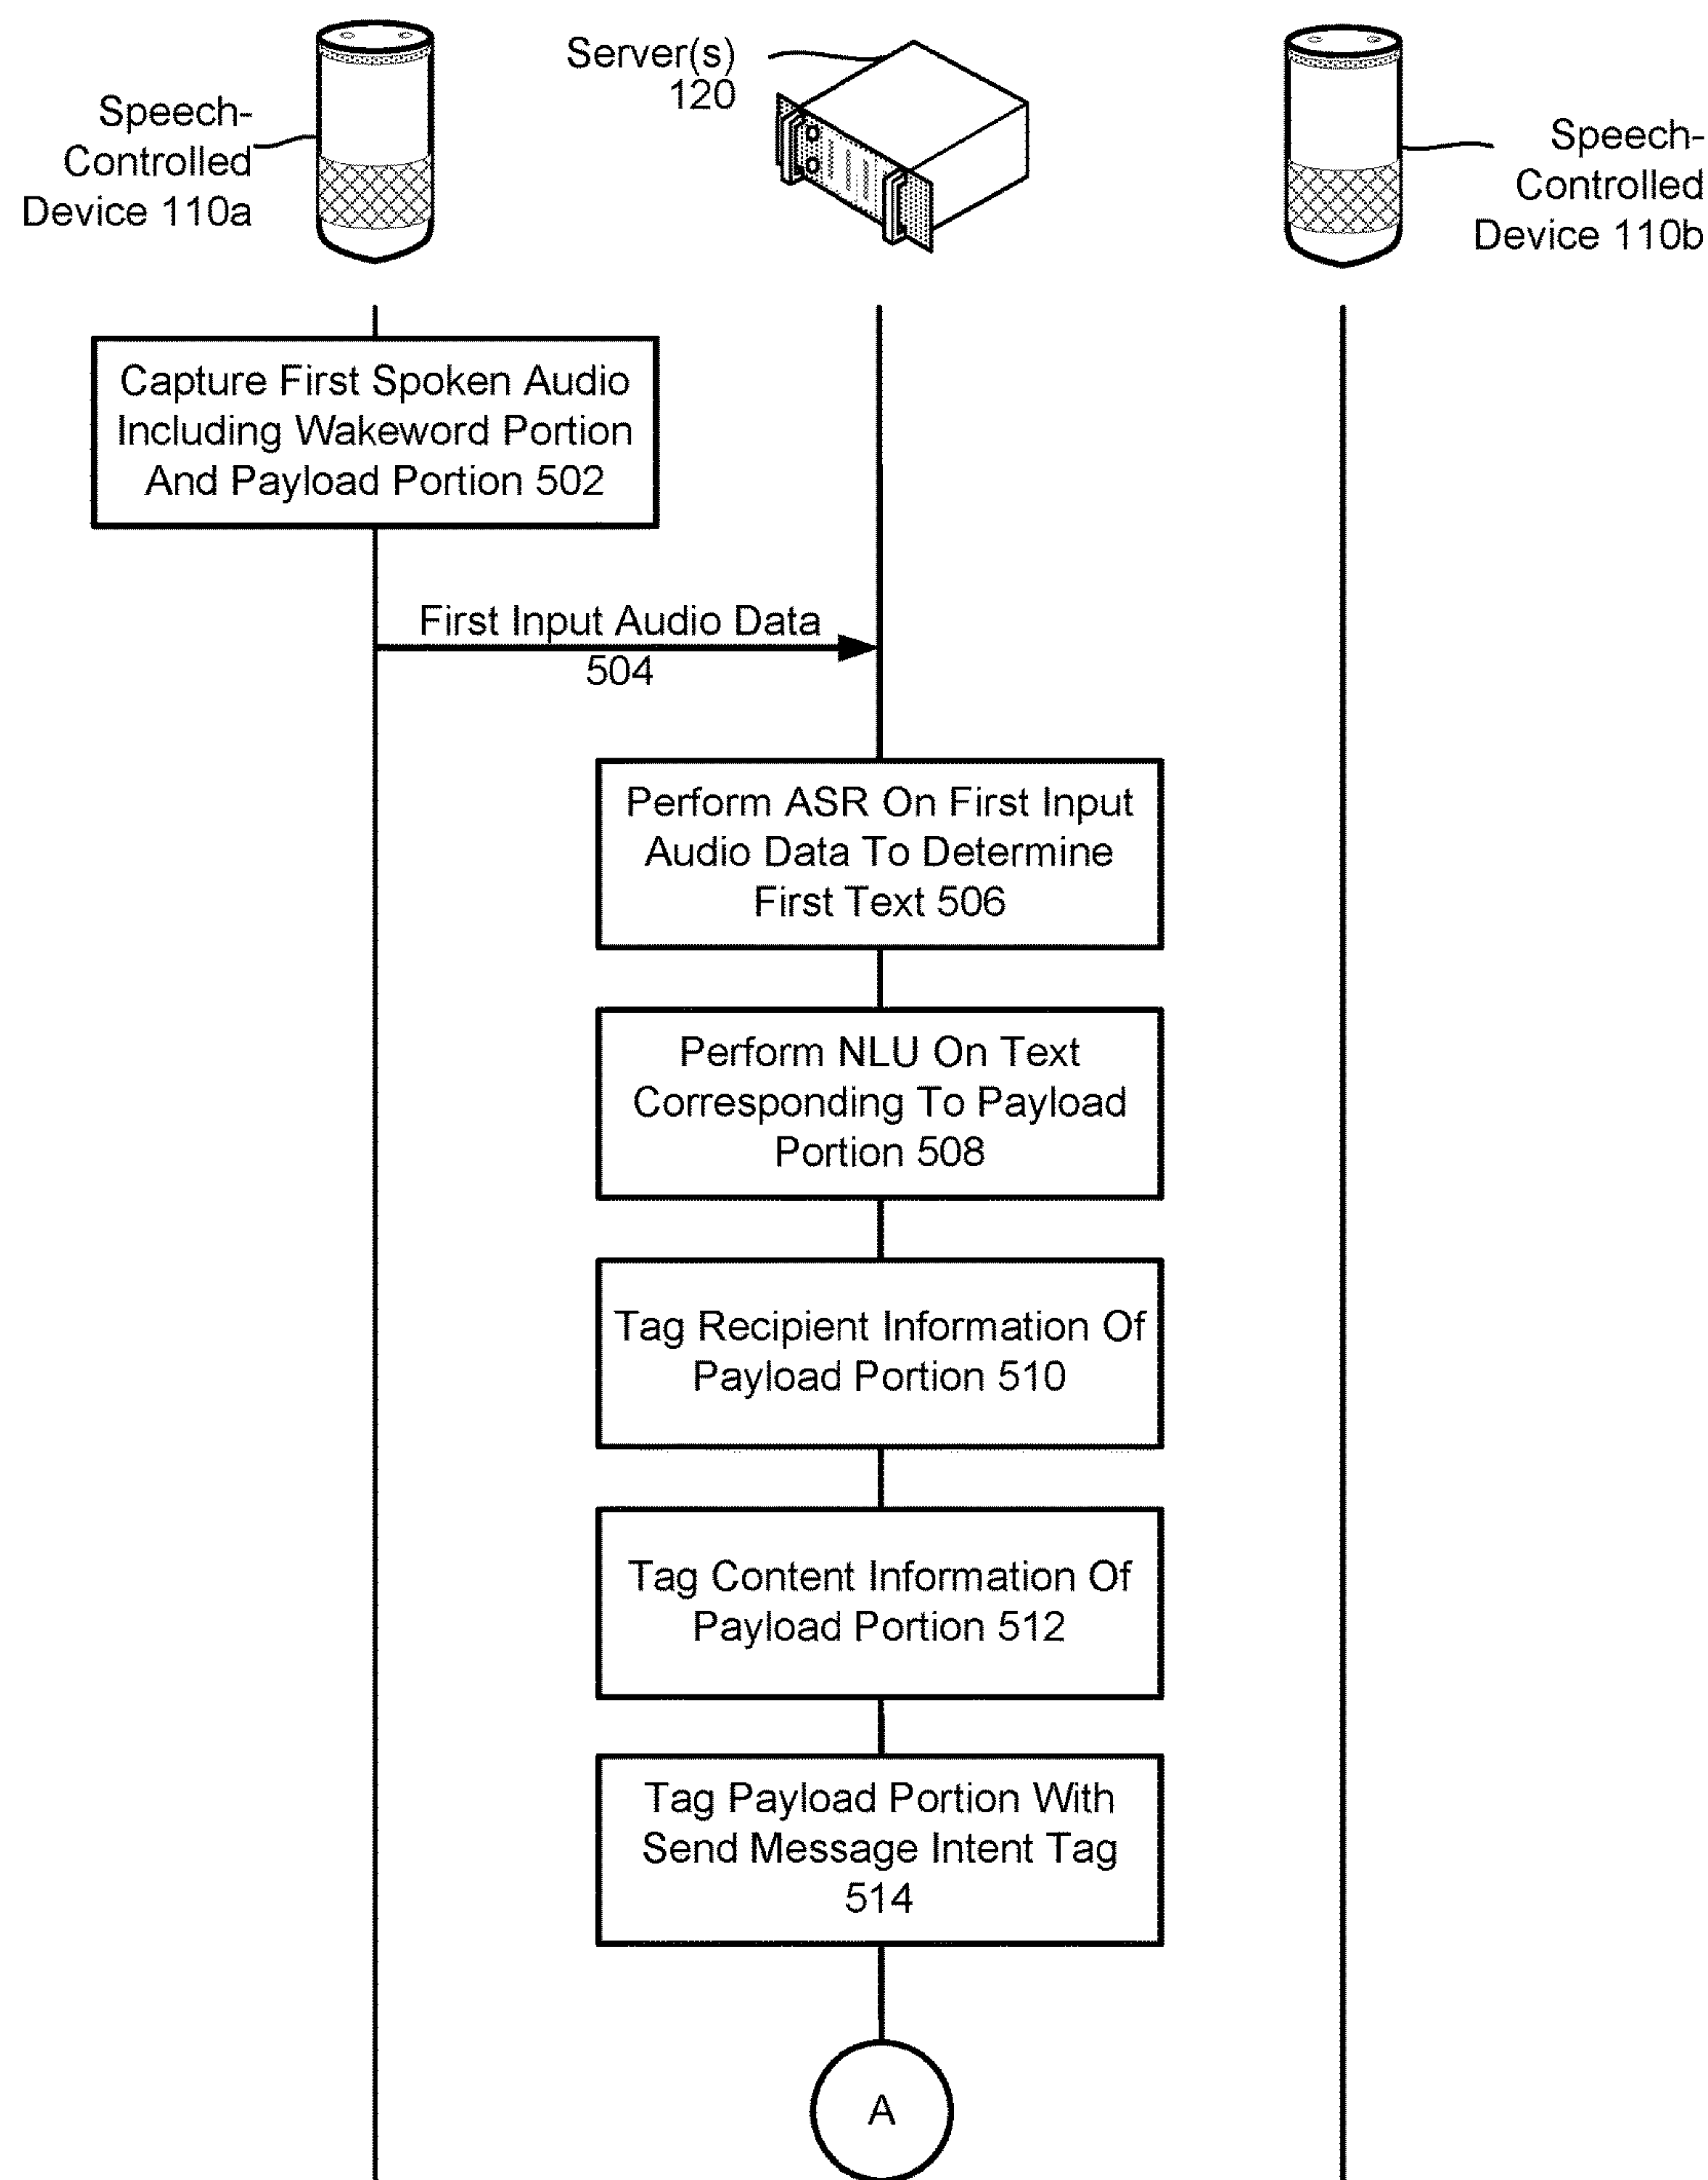 Speech-
Controlled
Device 110a
Server(s)
120
Speech-
Controlled
Device 110b
Capture First Spoken Audio
Including Wakeword Portion
And Payload Portion 502
First Input Audio Data
504
Perform ASR On First Input
Audio Data To Determine
First Text 506
Perform NLU On Text
Corresponding To Payload
Portion 508
Tag Recipient Information Of
Payload Portion 510
Tag Content Information Of
Payload Portion 512
Tag Payload Portion With
Send Message Intent Tag
514
A